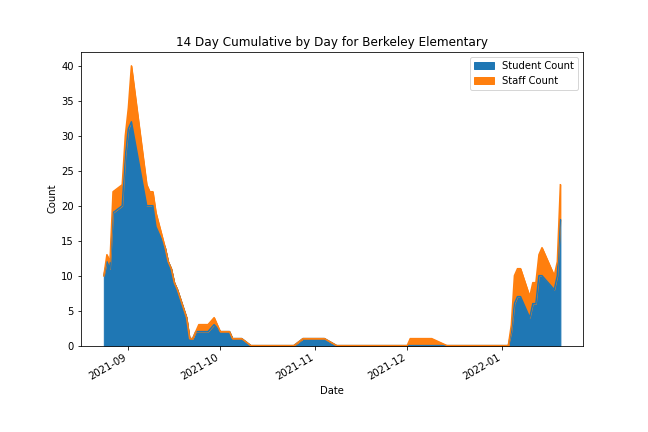 14 Day Cumulative by Day for Berkeley Elementary
Student Count
Staff Count
40
35
30
25
20
15
10
5
0
Count
2021-09
2021-10
2021-11
2021-12
2022-01
Date